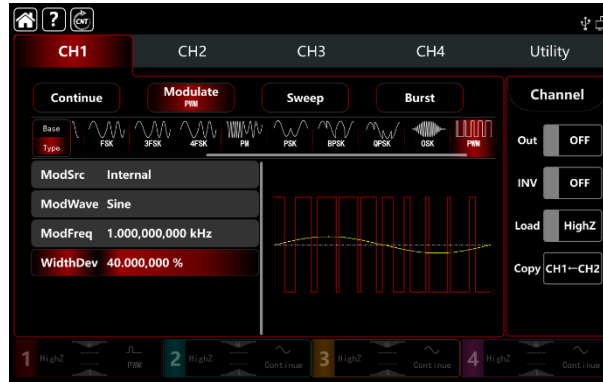 ? CNT
CH1 CH2 CH3 CH4 Utility
Continue Modulate Sweep Burst Channel
PWM
Base
Type FSK 3FSK 4FSK PM PSK BPSK QPSK OSK PWN
Out OFF
ModSrc Internal
INV OFF
ModWave Sine
ModFreq 1.000,000,000 kHz
Load HighZ
WidthDev 40.000,000 %
Copy CH1←CH2
1 HighZ PWM 2 HighZ Continue 3 HighZ Continue 4 HighZ Continue